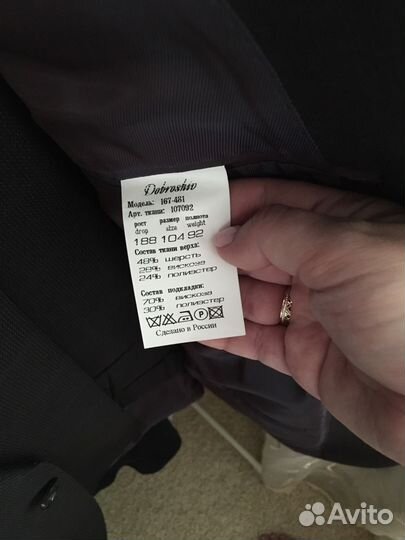 Dobroshiv
Модель: 167-481
Арт. ткани: 107092
рост размер полнота
drop size weight
188 104 92
Состав ткани верха:
48% шерсть
28% вискоза
24% полиэстер
Состав подкладки:
70% вискоза
30% полиэстер
P
Сделано в России
Avito